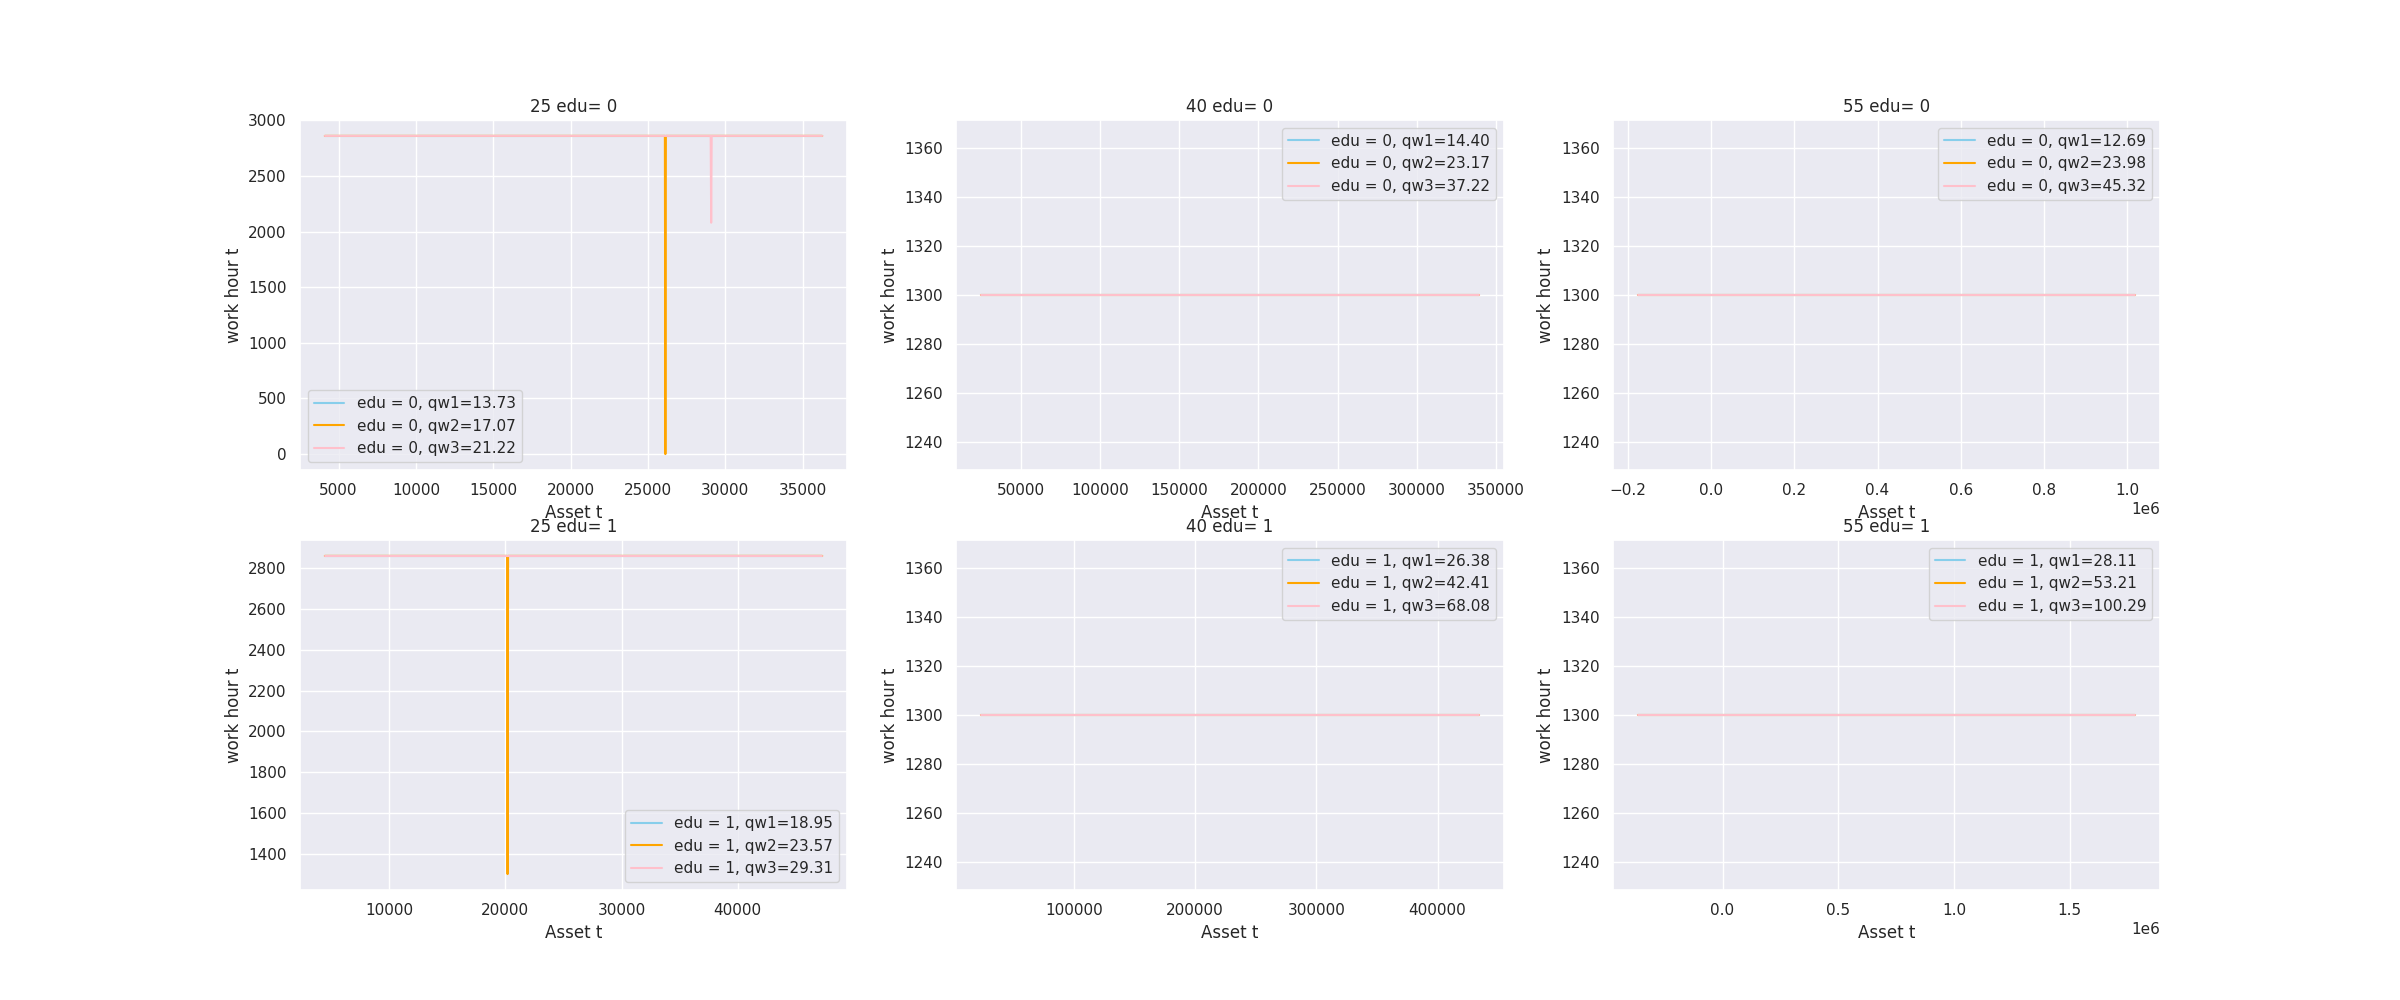 25 edu= 0
3000
2500
2000
1500
1000
500
0
work hour t
edu = 0, qw1=13.73
edu = 0, qw2=17.07
edu = 0, qw3=21.22
5000 10000 15000 20000 25000 30000 35000
Asset t
40 edu= 0
1360
1340
1320
1300
1280
1260
1240
work hour t
edu = 0, qw1=14.40
edu = 0, qw2=23.17
edu = 0, qw3=37.22
50000 100000 150000 200000 250000 300000 350000
Asset t
55 edu= 0
1360
1340
1320
1300
1280
1260
1240
work hour t
edu = 0, qw1=12.69
edu = 0, qw2=23.98
edu = 0, qw3=45.32
−0.2 0.0 0.2 0.4 0.6 0.8 1.0
1e6
Asset t
25 edu= 1
2800
2600
2400
2200
2000
1800
1600
1400
work hour t
edu = 1, qw1=18.95
edu = 1, qw2=23.57
edu = 1, qw3=29.31
10000 20000 30000 40000
Asset t
40 edu= 1
1360
1340
1320
1300
1280
1260
1240
work hour t
edu = 1, qw1=26.38
edu = 1, qw2=42.41
edu = 1, qw3=68.08
100000 200000 300000 400000
Asset t
55 edu= 1
1360
1340
1320
1300
1280
1260
1240
work hour t
edu = 1, qw1=28.11
edu = 1, qw2=53.21
edu = 1, qw3=100.29
0.0 0.5 1.0 1.5
1e6
Asset t